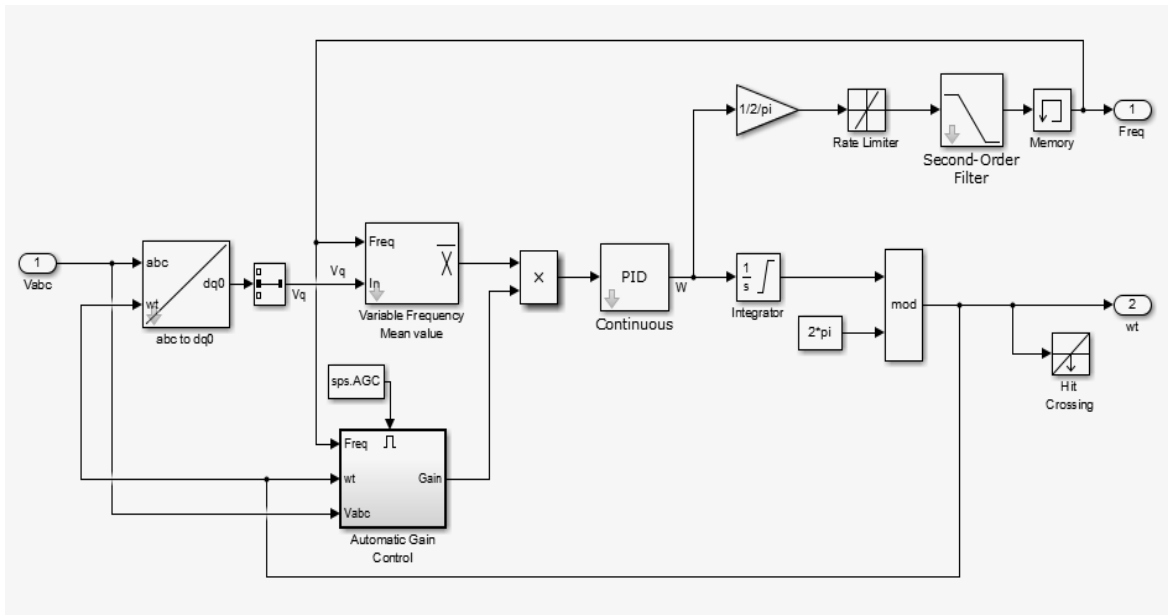 1/2/pi
1
Freq
Rate Limiter
Memory
Second-Order
Filter
1
Vabc
abc
wt
dq0
abc to dq0
Vq
Vq
Freq
In
X
Variable Frequency
Mean value
×
PID
Continuous
W
1
s
Integrator
2*pi
mod
2
wt
Hit
Crossing
sps.AGC
Freq
wt
Vabc
Gain
Automatic Gain
Control